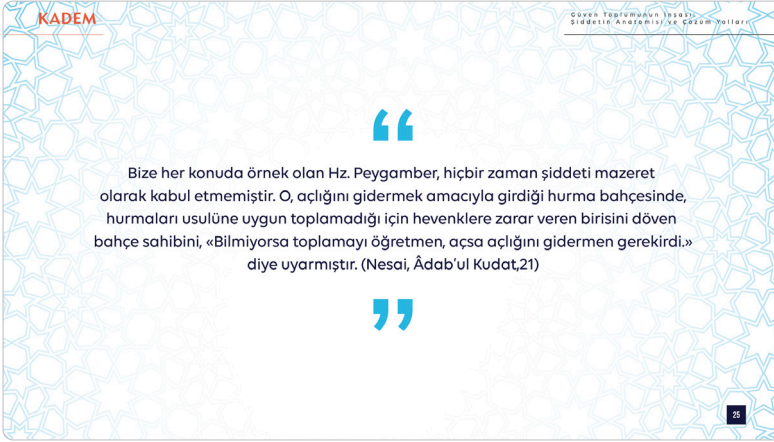 KADEM
Güven Toplumunun İnşası:
Şiddetin Anatomisi ve Çözüm Yolları
“
Bize her konuda örnek olan Hz. Peygamber, hiçbir zaman şiddeti mazeret
olarak kabul etmemiştir. O, açlığını gidermek amacıyla girdiği hurma bahçesinde,
hurmaları usulüne uygun toplamadığı için hevenklere zarar veren birisini döven
bahçe sahibini, «Bilmiyorsa toplamayı öğretmen, açsa açlığını gidermen gerekirdi.»
diye uyarmıştır. (Nesai, Âdab’ul Kudat,21)
”
25